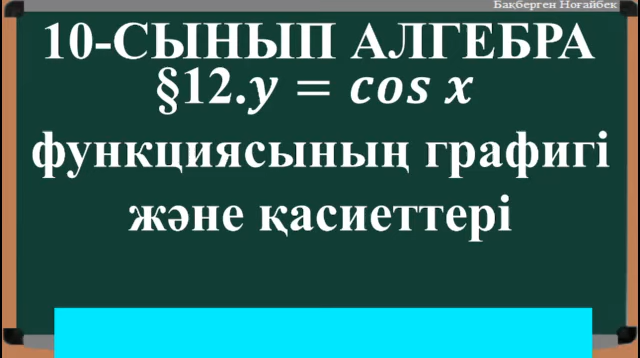 Бақберген Ноғайбек
10-СЫНЫП АЛГЕБРА
§12.y = cos x
функциясының графигі
және қасиеттері